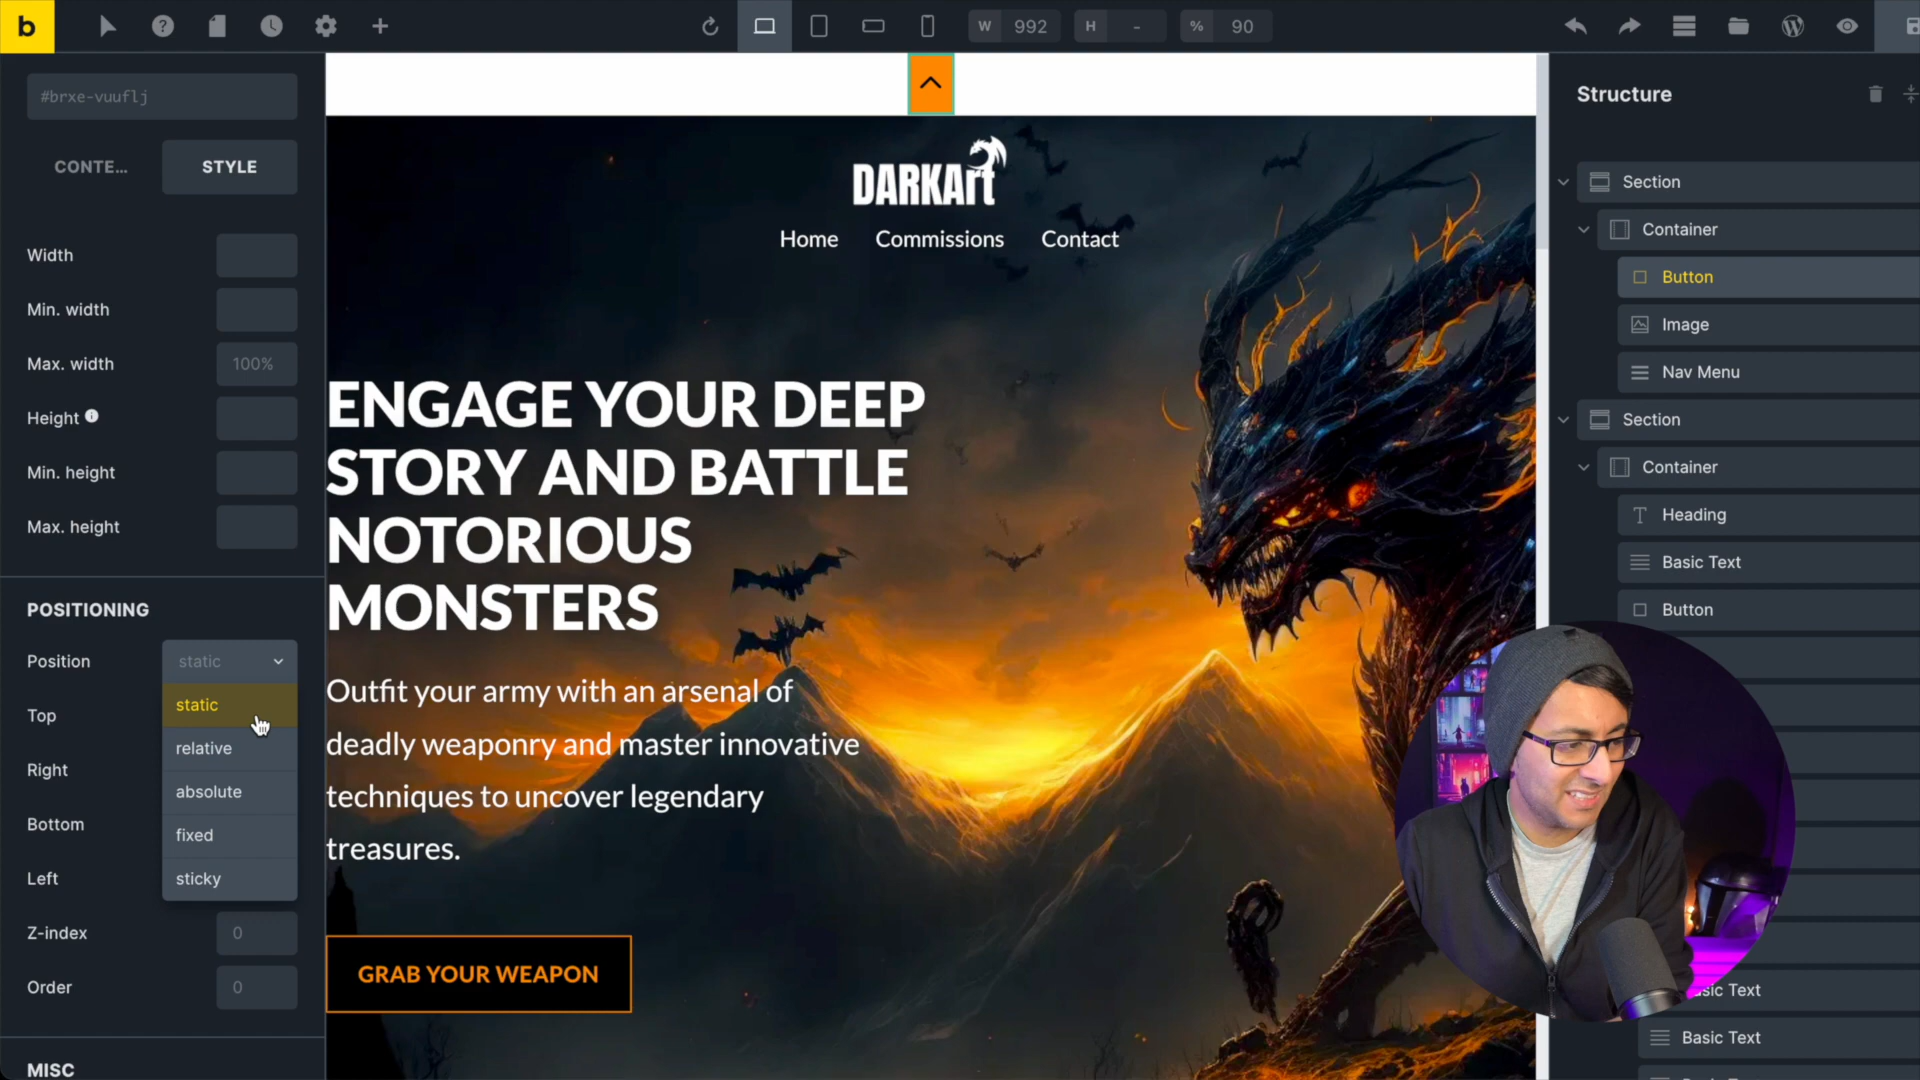 b
W 992
H -
% 90
#brxe-vuuflj
CONTE...
STYLE
Width
Min. width
Max. width
100%
Height
Min. height
Max. height
POSITIONING
Position
static
static
relative
absolute
fixed
sticky
Top
Right
Bottom
Left
Z-index
0
Order
0
MISC
DARKArt
Home
Commissions
Contact
ENGAGE YOUR DEEP
STORY AND BATTLE
NOTORIOUS
MONSTERS
Outfit your army with an arsenal of
deadly weaponry and master innovative
techniques to uncover legendary
treasures.
GRAB YOUR WEAPON
Structure
Section
Container
Button
Image
Nav Menu
Section
Container
Heading
Basic Text
Button
sic Text
Basic Text